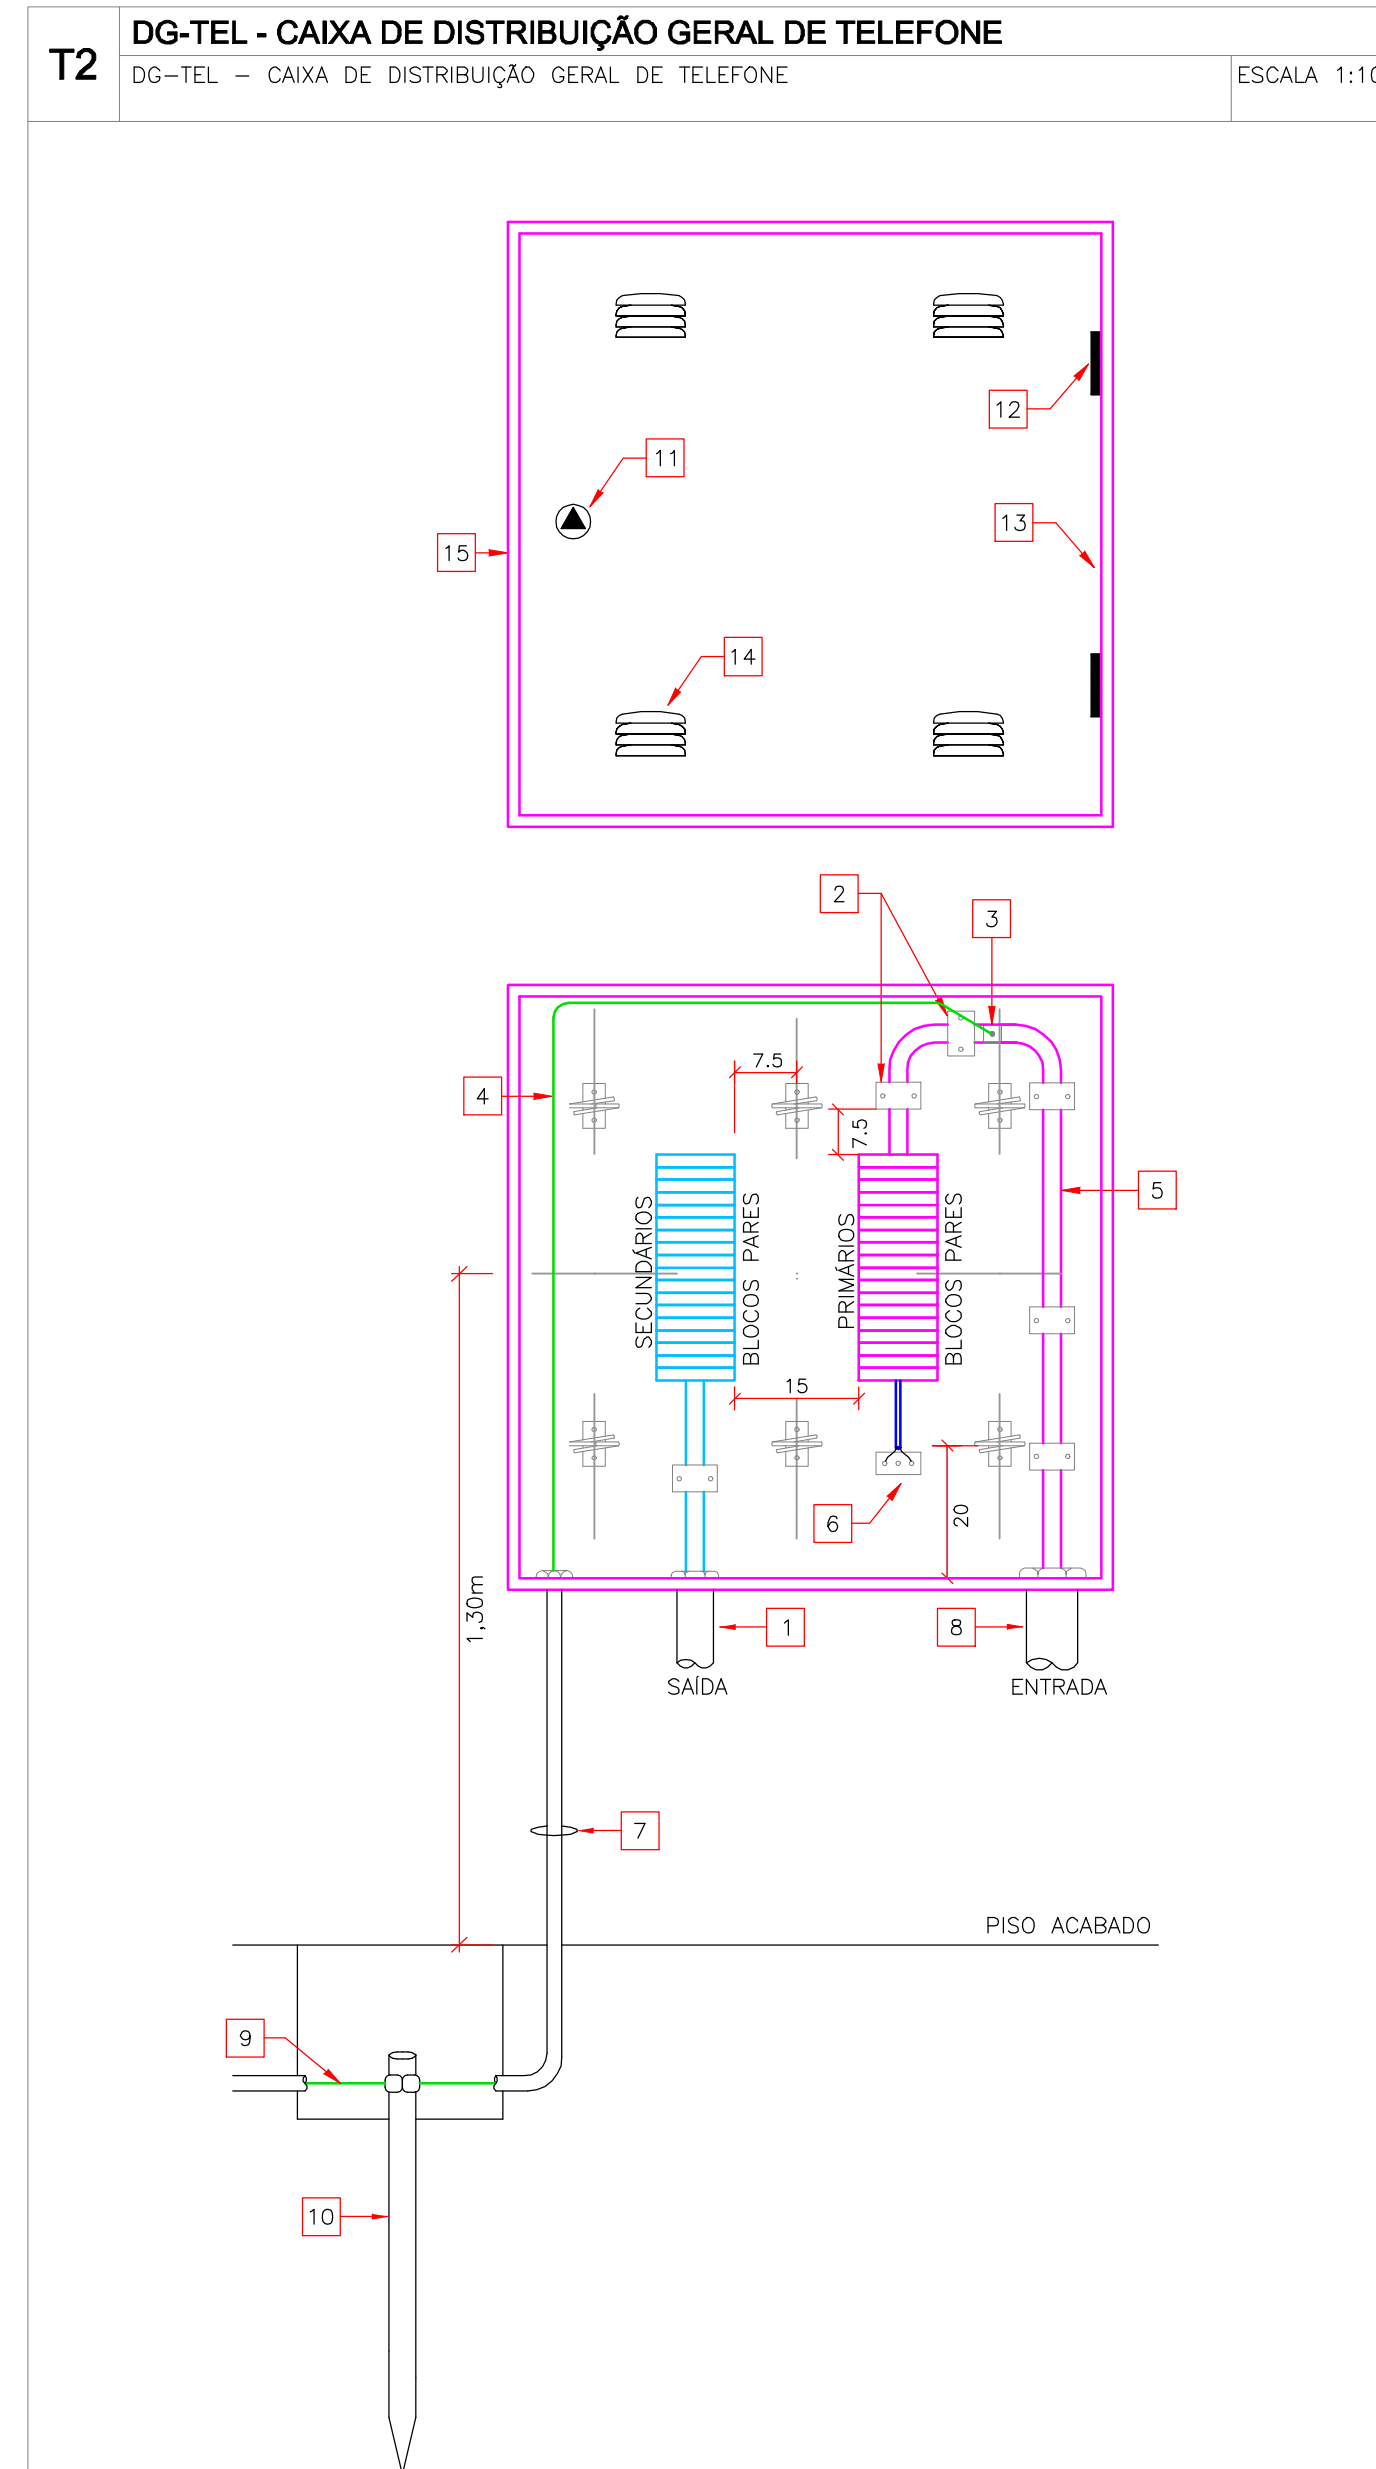 T2
DG-TEL - CAIXA DE DISTRIBUIÇÃO GERAL DE TELEFONE
DG-TEL - CAIXA DE DISTRIBUIÇÃO GERAL DE TELEFONE
ESCALA 1:10
12
11
13
15
14
2
3
7.5
4
7.5
5
SECUNDÁRIOS
BLOCOS PARES
PRIMÁRIOS
BLOCOS PARES
15
6
20
1,30m
1
8
SAÍDA
ENTRADA
7
PISO ACABADO
9
10